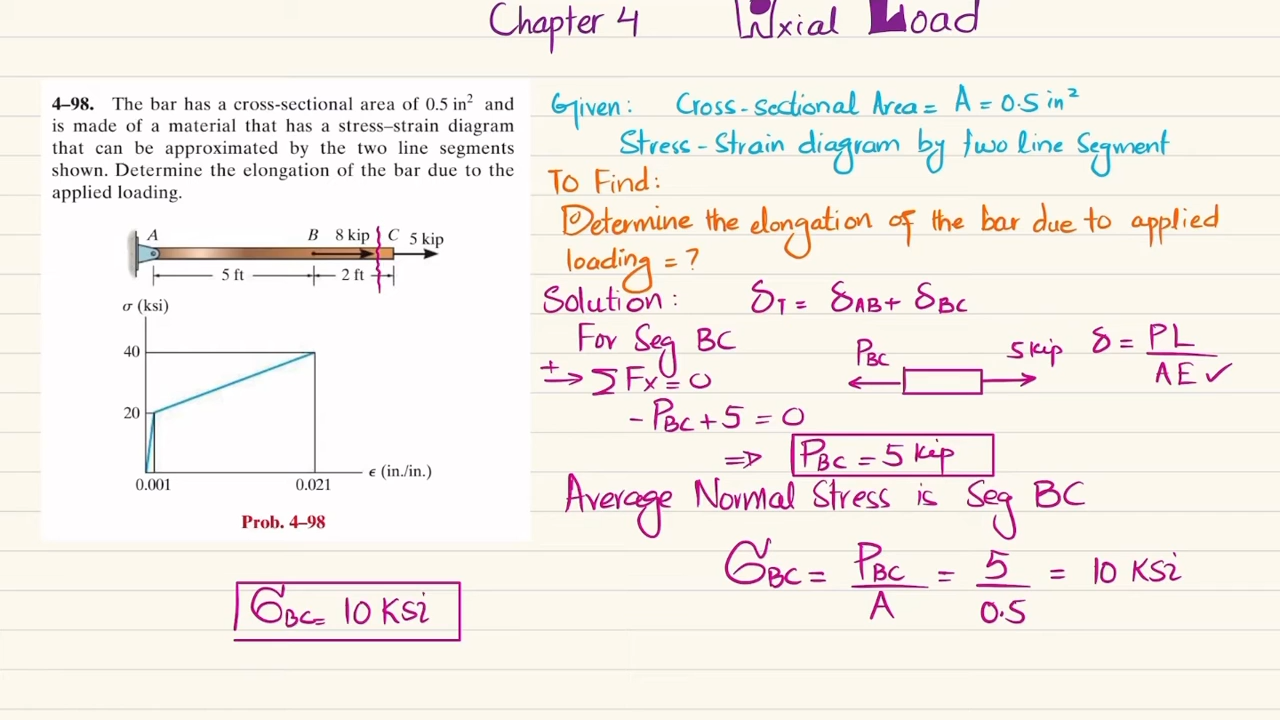 Chapter 4 Axial Load
4–98. The bar has a cross-sectional area of 0.5 in² and
is made of a material that has a stress–strain diagram
that can be approximated by the two line segments
shown. Determine the elongation of the bar due to the
applied loading.
A B 8 kip C 5 kip
5 ft 2 ft
σ (ksi)
40
20
ϵ (in./in.)
0.001 0.021
Prob. 4–98
σBC = 10 Ksi
Given: Cross-sectional Area = A = 0.5 in²
Stress-Strain diagram by two line Segment
To Find:
Determine the elongation of the bar due to applied
loading = ?
Solution: δT = δAB + δBC
For Seg BC
PBC 5 kip δ = PL/AE ✓
+→ ΣFx = 0
-PBC + 5 = 0
⇒ PBC = 5 kip
Average Normal Stress is Seg BC
σBC = PBC/A = 5/0.5 = 10 Ksi